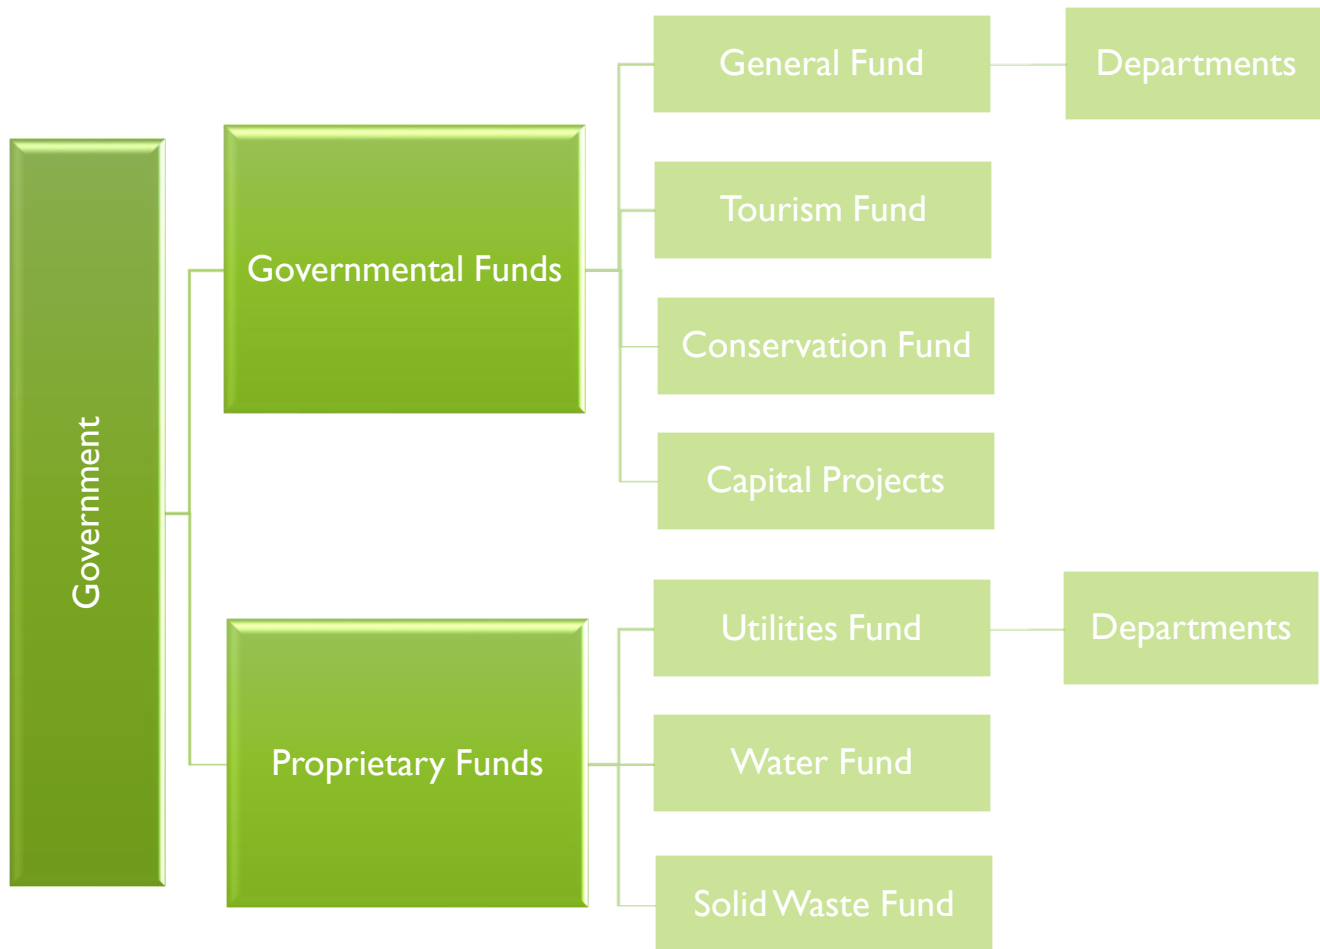 Government
Governmental Funds
General Fund
Departments
Tourism Fund
Conservation Fund
Capital Projects
Proprietary Funds
Utilities Fund
Departments
Water Fund
Solid Waste Fund